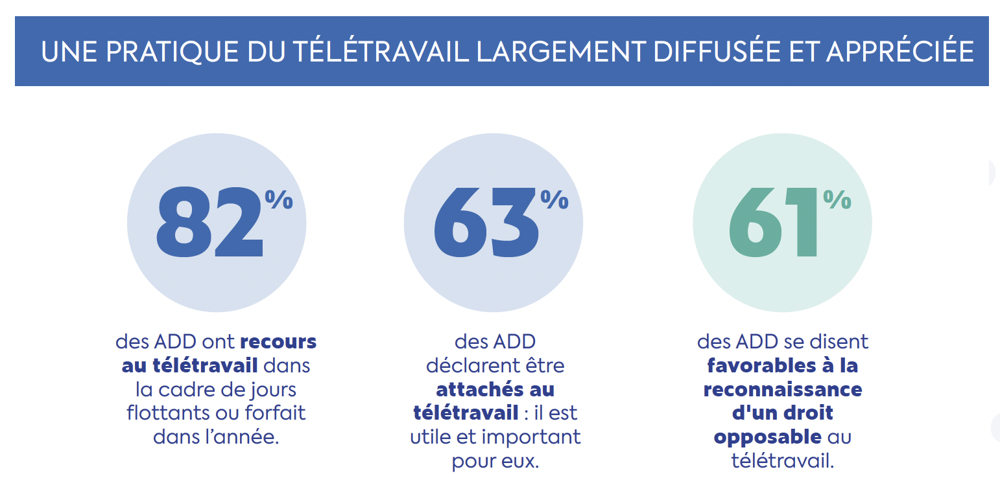 UNE PRATIQUE DU TÉLÉTRAVAIL LARGEMENT DIFFUSÉE ET APPRÉCIÉE
82%
des ADD ont recours
au télétravail dans
la cadre de jours
flottants ou forfait
dans l’année.
63%
des ADD
déclarent être
attachés au
télétravail : il est
utile et important
pour eux.
61%
des ADD se disent
favorables à la
reconnaissance
d'un droit
opposable au
télétravail.